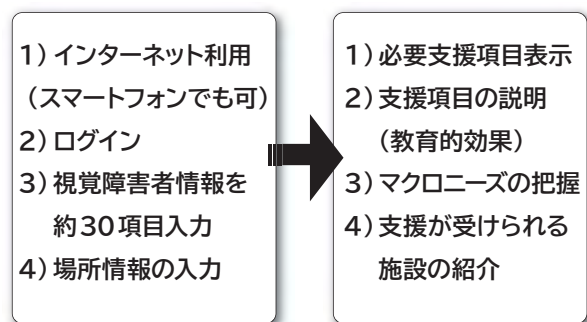 1）インターネット利用
（スマートフォンでも可）
2）ログイン
3）視覚障害者情報を
約30項目入力
4）場所情報の入力
1）必要支援項目表示
2）支援項目の説明
（教育的効果）
3）マクロニーズの把握
4）支援が受けられる
施設の紹介